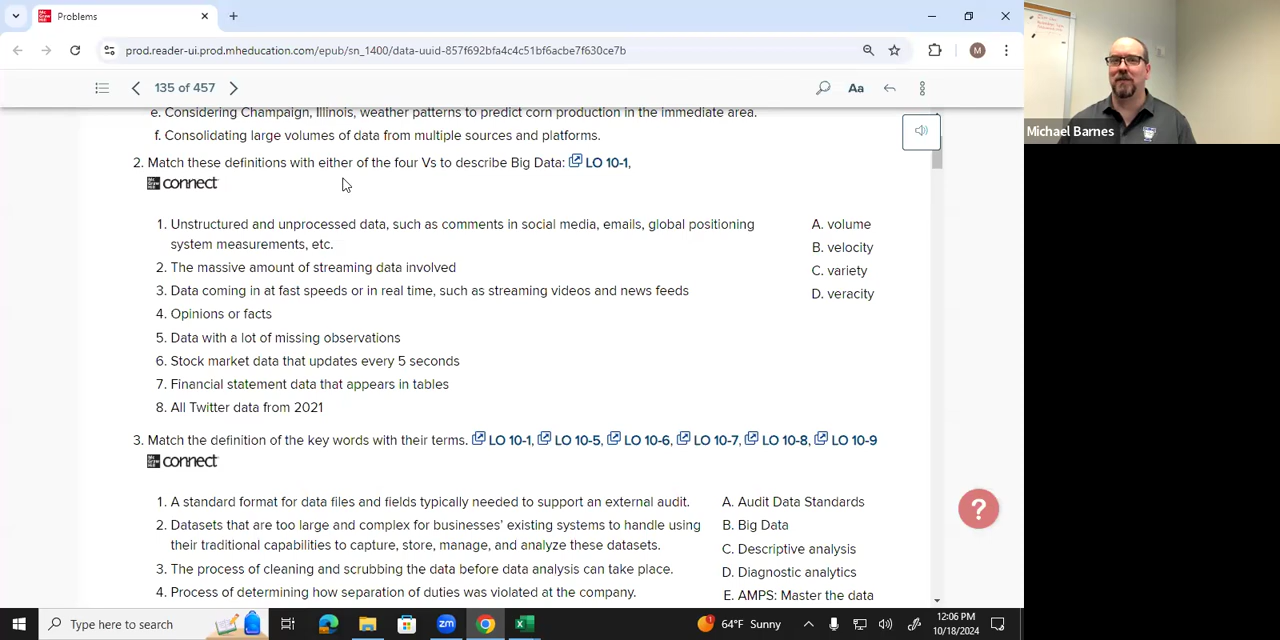 Problems
prod.reader-ui.prod.mheducation.com/epub/sn_1400/data-uuid-857f692bfa4c4c51bf6acbe7f630ce7b
M
135 of 457
Aa
e. Considering Champaign, Illinois, weather patterns to predict corn production in the immediate area.
f. Consolidating large volumes of data from multiple sources and platforms.
Michael Barnes
2. Match these definitions with either of the four Vs to describe Big Data: LO 10-1,
connect
1. Unstructured and unprocessed data, such as comments in social media, emails, global positioning
system measurements, etc.
2. The massive amount of streaming data involved
3. Data coming in at fast speeds or in real time, such as streaming videos and news feeds
4. Opinions or facts
5. Data with a lot of missing observations
6. Stock market data that updates every 5 seconds
7. Financial statement data that appears in tables
8. All Twitter data from 2021
A. volume
B. velocity
C. variety
D. veracity
3. Match the definition of the key words with their terms. LO 10-1, LO 10-5, LO 10-6, LO 10-7, LO 10-8, LO 10-9
connect
1. A standard format for data files and fields typically needed to support an external audit.
2. Datasets that are too large and complex for businesses' existing systems to handle using
their traditional capabilities to capture, store, manage, and analyze these datasets.
3. The process of cleaning and scrubbing the data before data analysis can take place.
4. Process of determining how separation of duties was violated at the company.
A. Audit Data Standards
B. Big Data
C. Descriptive analysis
D. Diagnostic analytics
E. AMPS: Master the data
?
Type here to search
zm
64°F Sunny
12:06 PM
10/18/2024